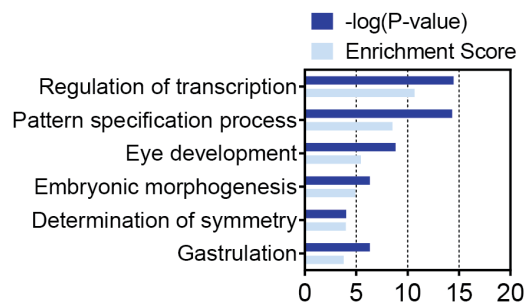 -log(P-value)
Enrichment Score
Regulation of transcription
Pattern specification process
Eye development
Embryonic morphogenesis
Determination of symmetry
Gastrulation
0 5 10 15 20